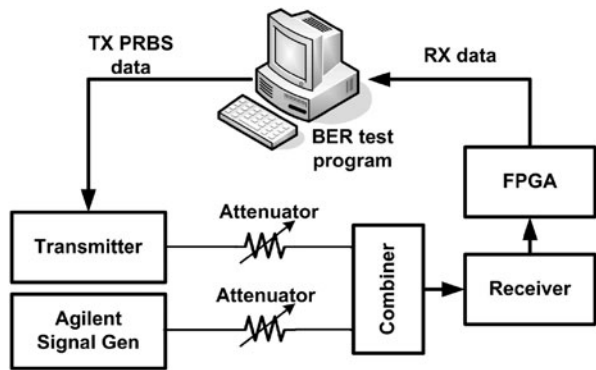 TX PRBS
data
RX data
BER test
program
FPGA
Attenuator
Transmitter
Combiner
Receiver
Attenuator
Agilent
Signal Gen